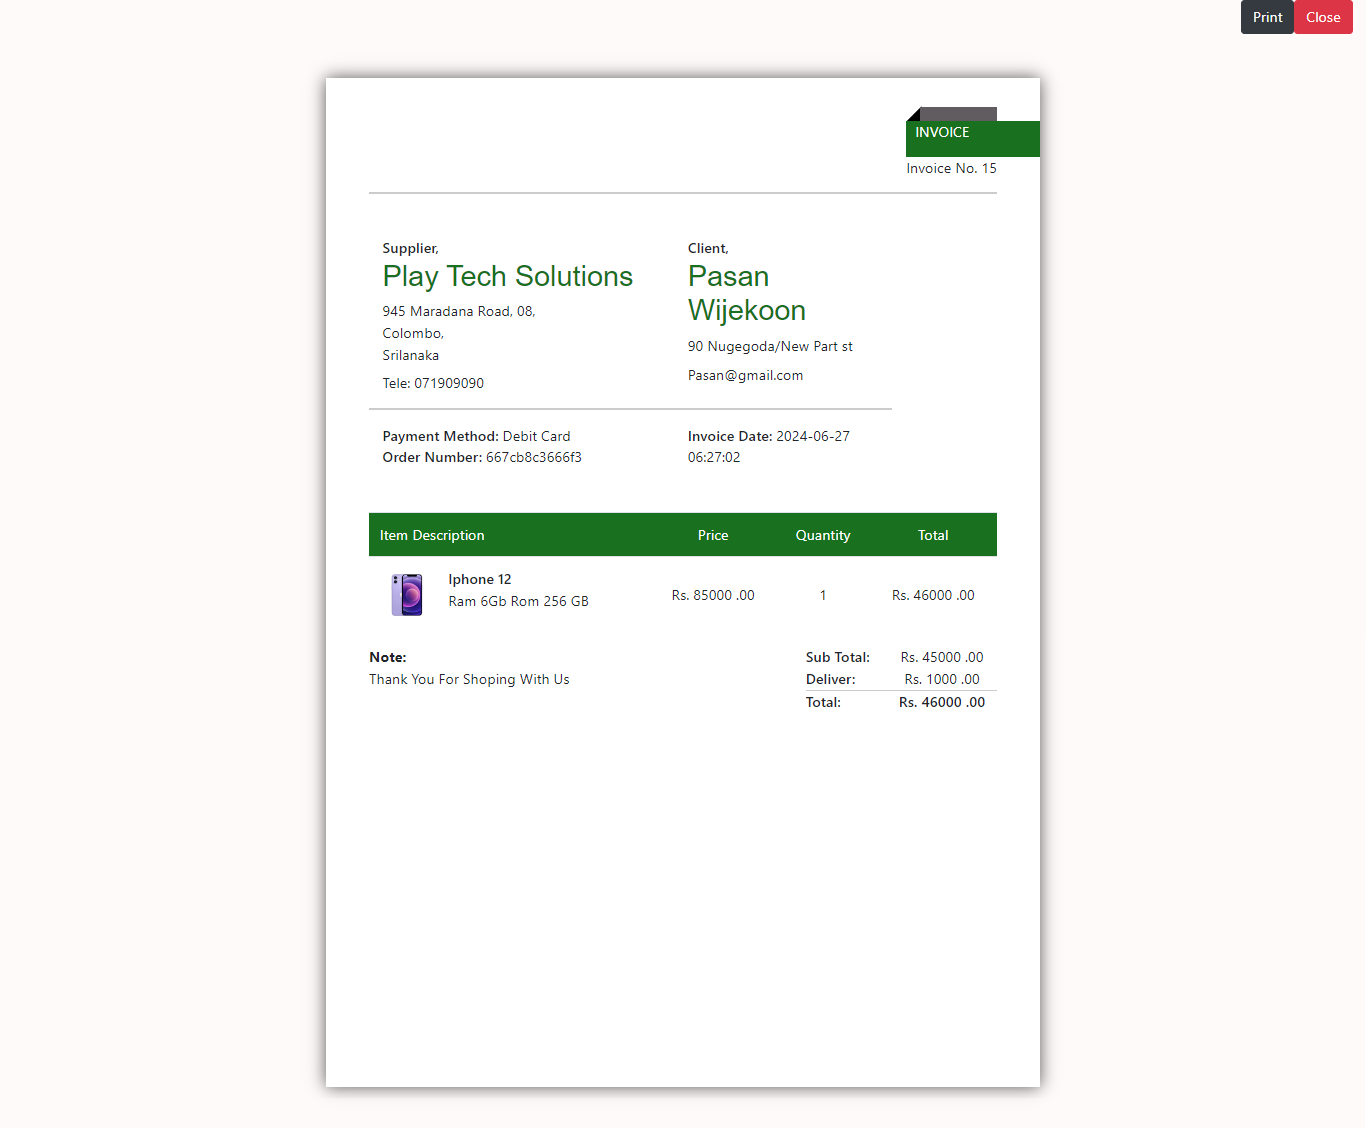 Print Close
INVOICE
Invoice No. 15
Supplier,
Play Tech Solutions
945 Maradana Road, 08,
Colombo,
Srilanaka
Tele: 071909090
Client,
Pasan
Wijekoon
90 Nugegoda/New Part st
Pasan@gmail.com
Payment Method: Debit Card
Order Number: 667cb8c3666f3
Invoice Date: 2024-06-27
06:27:02
Item Description Price Quantity Total
Iphone 12
Ram 6Gb Rom 256 GB
Rs. 85000 .00 1 Rs. 46000 .00
Note:
Thank You For Shoping With Us
Sub Total: Rs. 45000 .00
Deliver: Rs. 1000 .00
Total: Rs. 46000 .00